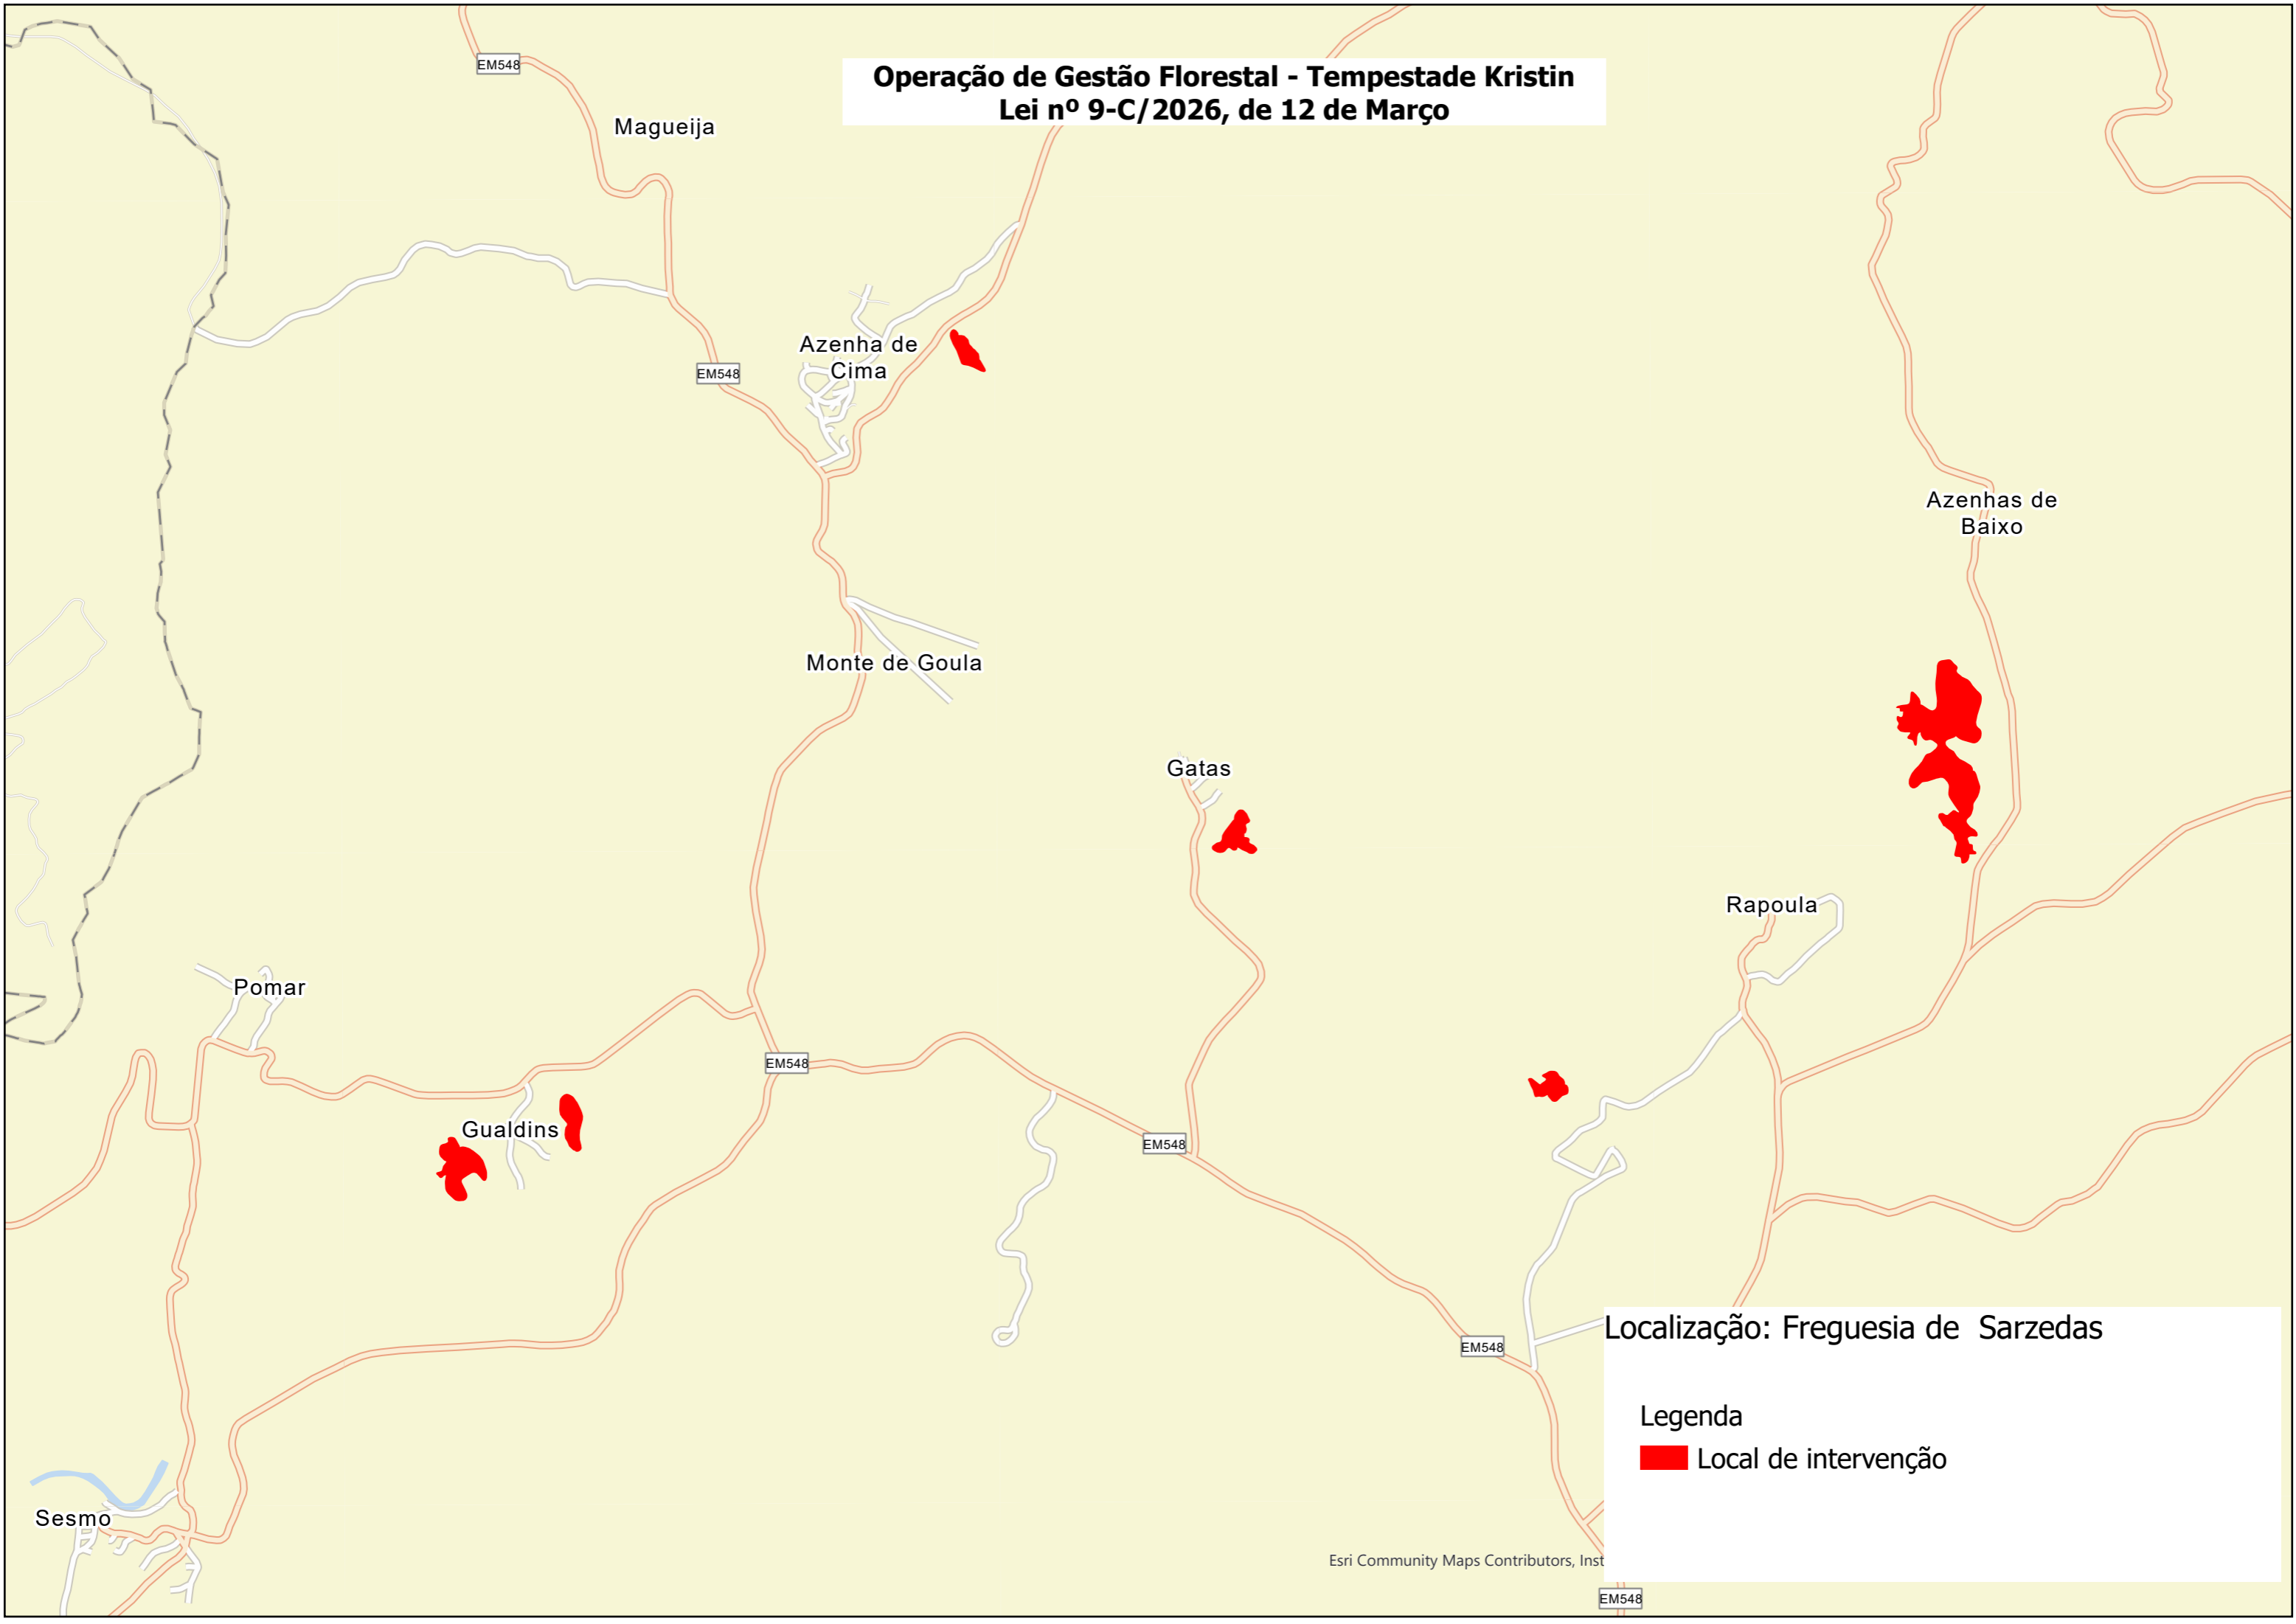 EM548
Operação de Gestão Florestal - Tempestade Kristin
Lei nº 9-C/2026, de 12 de Março
Magueija
Azenha de
Cima
EM548
Azenhas de
Baixo
Monte de Goula
Gatas
Rapoula
Pomar
EM548
Gualdins
EM548
Localização: Freguesia de  Sarzedas
EM548
Legenda
Local de intervenção
Sesmo
Esri Community Maps Contributors, Inst
EM548